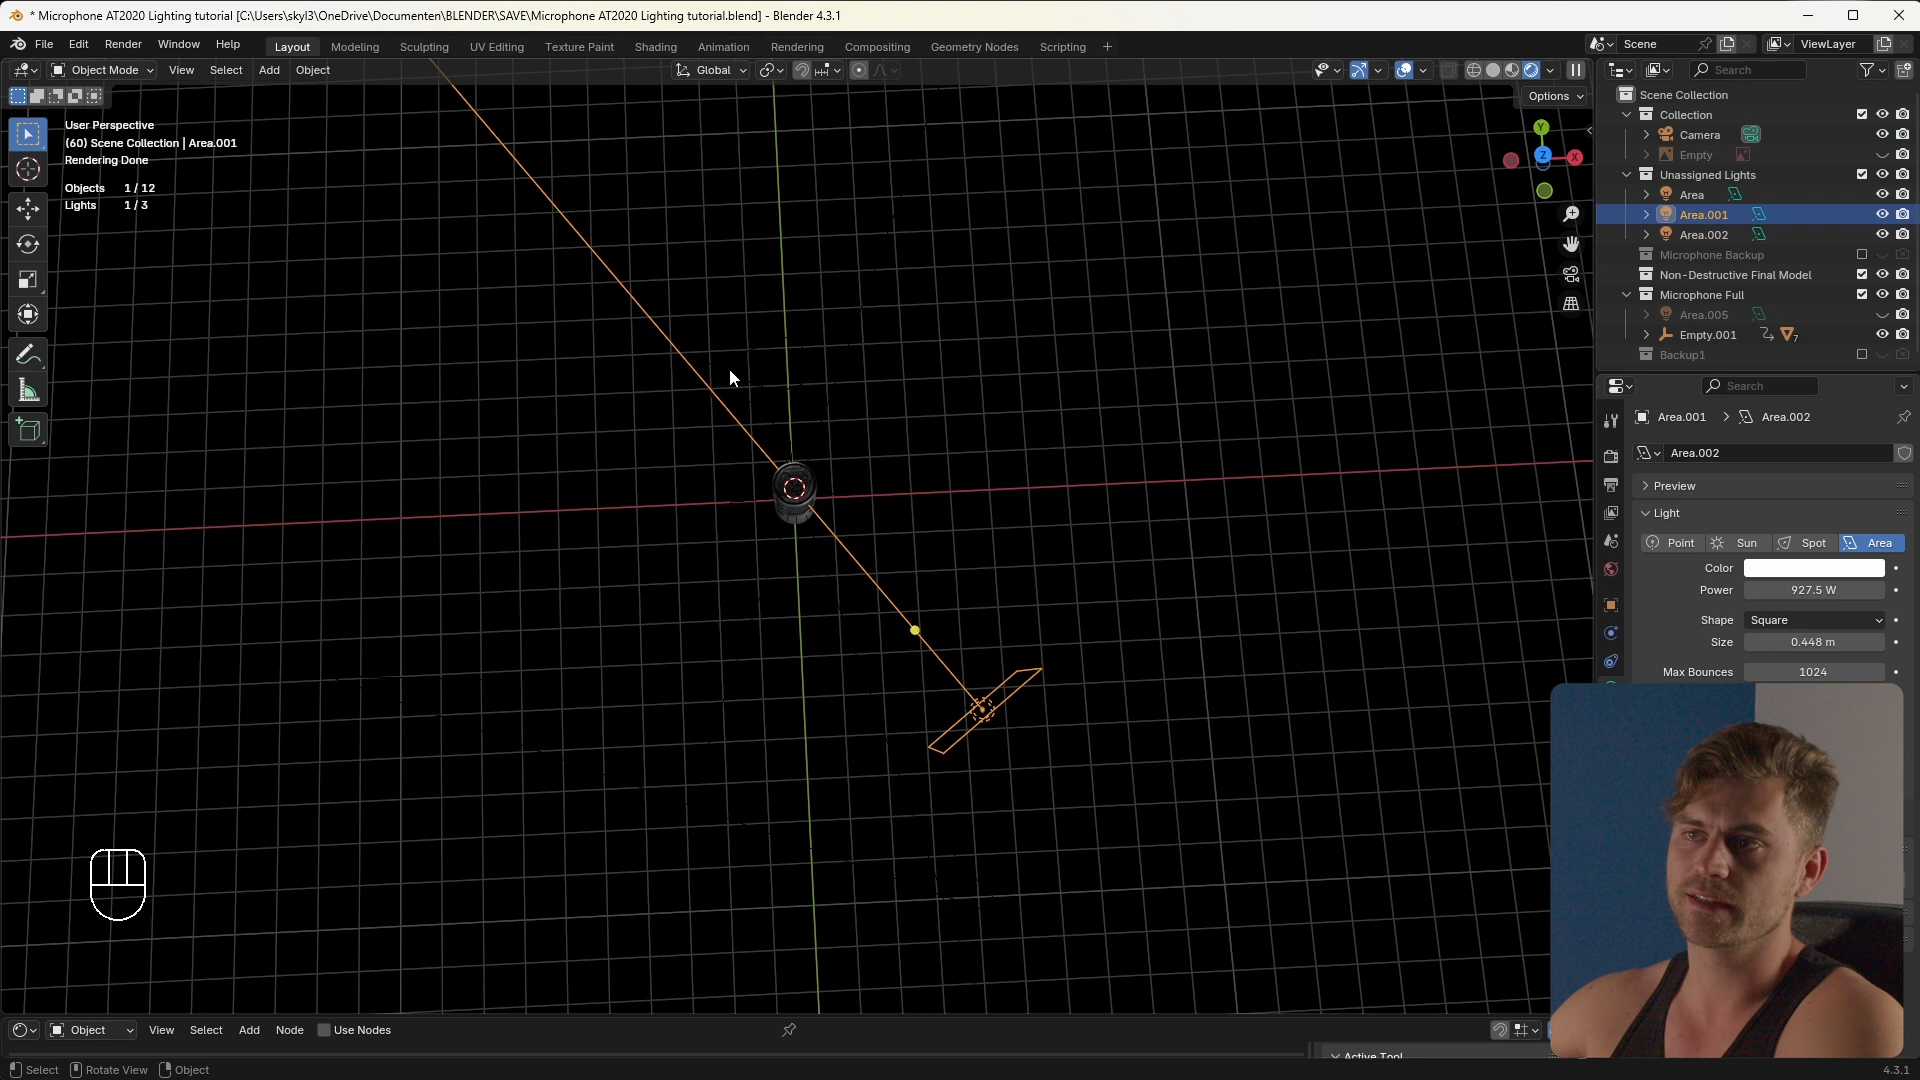 * Microphone AT2020 Lighting tutorial [C:\Users\skyl3\OneDrive\Documenten\BLENDER\SAVE\Microphone AT2020 Lighting tutorial.blend] - Blender 4.3.1
File Edit Render Window Help Layout Modeling Sculpting UV Editing Texture Paint Shading Animation Rendering Compositing Geometry Nodes Scripting + Scene ViewLayer
Object Mode View Select Add Object Global Search
Options
User Perspective
(60) Scene Collection | Area.001
Rendering Done
Objects 1 / 12
Lights 1 / 3
Y
Z
X
Scene Collection
Collection
Camera
Empty
Unassigned Lights
Area
Area.001
Area.002
Microphone Backup
Non-Destructive Final Model
Microphone Full
Area.005
Empty.001 7
Backup1
Search
Area.001 > Area.002
Area.002
Preview
Light
Point Sun Spot Area
Color
Power 927.5 W
Shape Square
Size 0.448 m
Max Bounces 1024
Object View Select Add Node Use Nodes
Active Tool
Select Rotate View Object 4.3.1